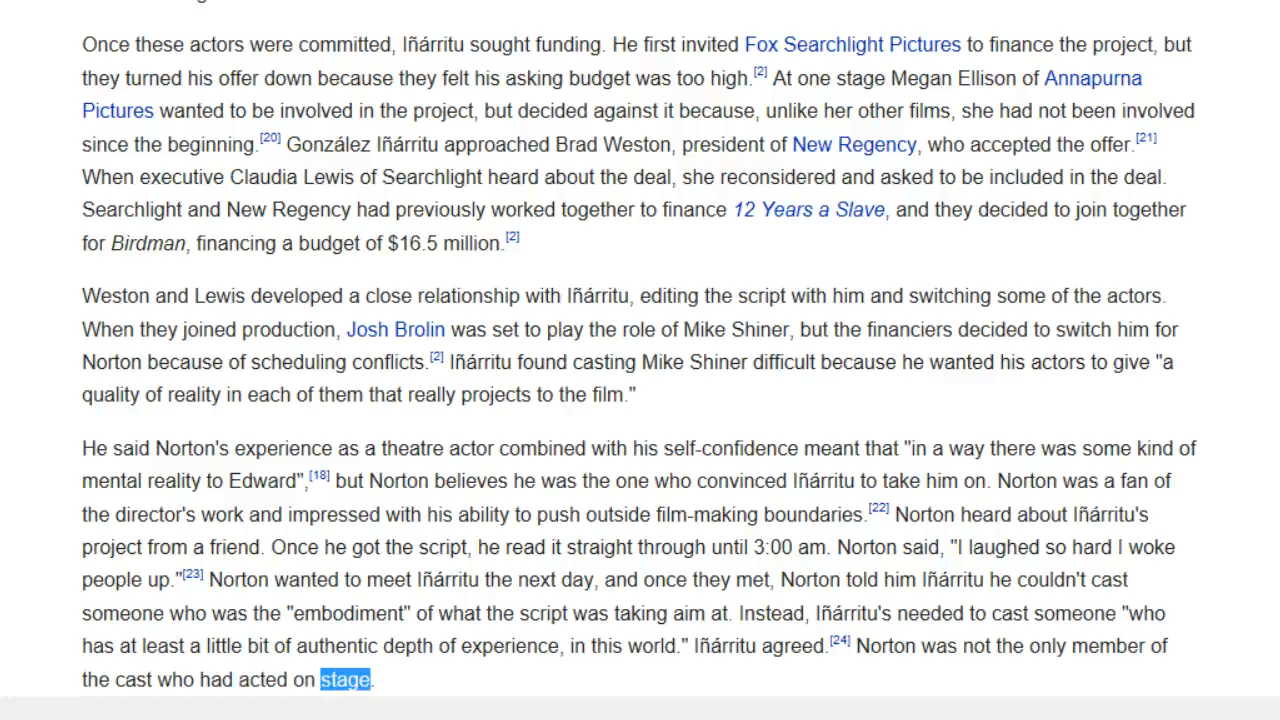 Once these actors were committed, Iñárritu sought funding. He first invited Fox Searchlight Pictures to finance the project, but
they turned his offer down because they felt his asking budget was too high.[2] At one stage Megan Ellison of Annapurna
Pictures wanted to be involved in the project, but decided against it because, unlike her other films, she had not been involved
since the beginning.[20] González Iñárritu approached Brad Weston, president of New Regency, who accepted the offer.[21]
When executive Claudia Lewis of Searchlight heard about the deal, she reconsidered and asked to be included in the deal.
Searchlight and New Regency had previously worked together to finance 12 Years a Slave, and they decided to join together
for Birdman, financing a budget of $16.5 million.[2]
Weston and Lewis developed a close relationship with Iñárritu, editing the script with him and switching some of the actors.
When they joined production, Josh Brolin was set to play the role of Mike Shiner, but the financiers decided to switch him for
Norton because of scheduling conflicts.[2] Iñárritu found casting Mike Shiner difficult because he wanted his actors to give "a
quality of reality in each of them that really projects to the film."
He said Norton's experience as a theatre actor combined with his self-confidence meant that "in a way there was some kind of
mental reality to Edward",[18] but Norton believes he was the one who convinced Iñárritu to take him on. Norton was a fan of
the director's work and impressed with his ability to push outside film-making boundaries.[22] Norton heard about Iñárritu's
project from a friend. Once he got the script, he read it straight through until 3:00 am. Norton said, "I laughed so hard I woke
people up."[23] Norton wanted to meet Iñárritu the next day, and once they met, Norton told him Iñárritu he couldn't cast
someone who was the "embodiment" of what the script was taking aim at. Instead, Iñárritu's needed to cast someone "who
has at least a little bit of authentic depth of experience, in this world." Iñárritu agreed.[24] Norton was not the only member of
the cast who had acted on stage.